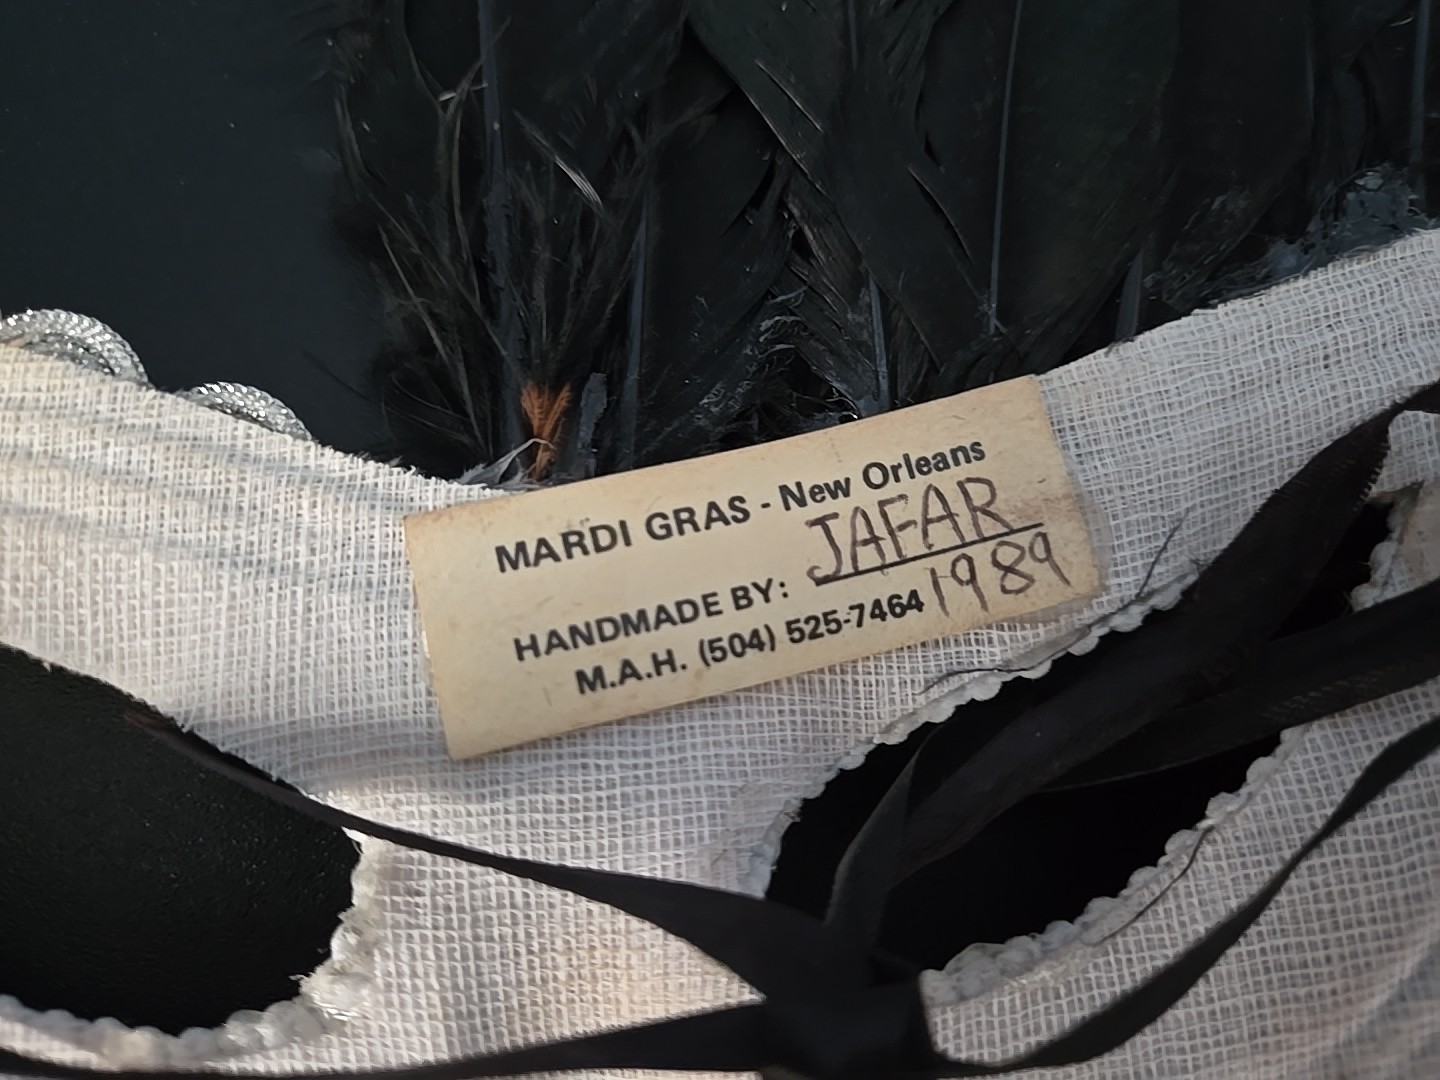 MARDI GRAS - New Orleans
HANDMADE BY: JAFAR
M.A.H. (504) 525-7464 1989